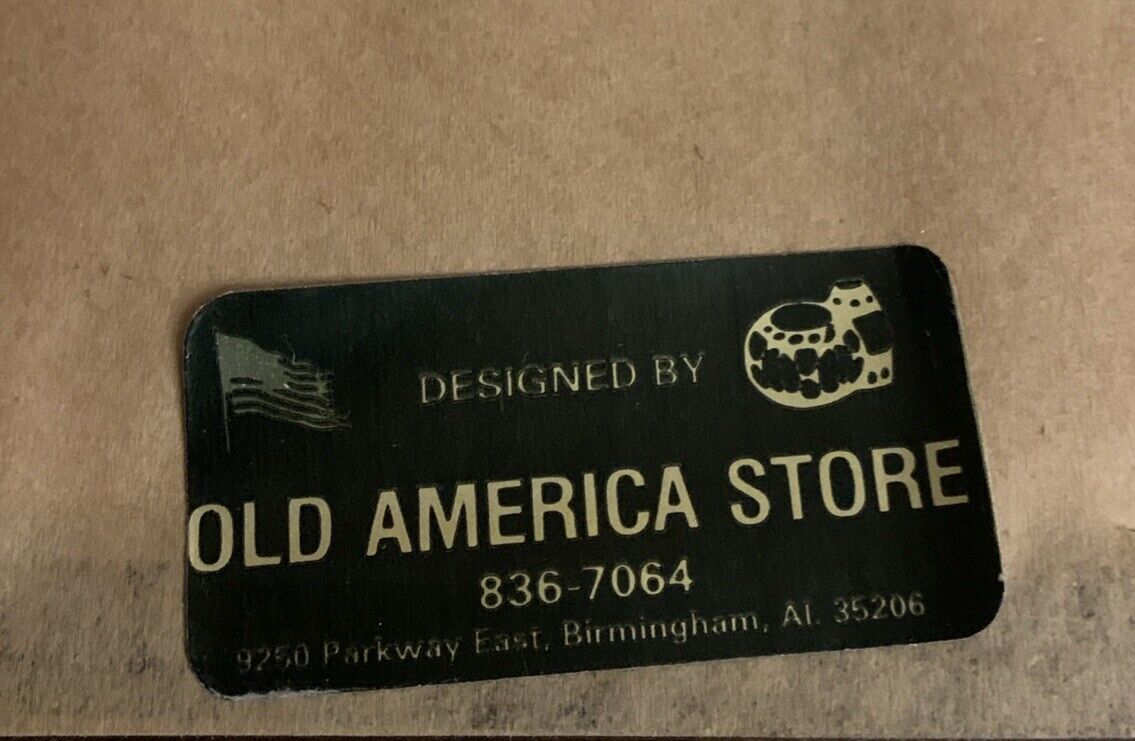 DESIGNED BY
OLD AMERICA STORE
836-7064
9250 Parkway East, Birmingham, Al. 35206